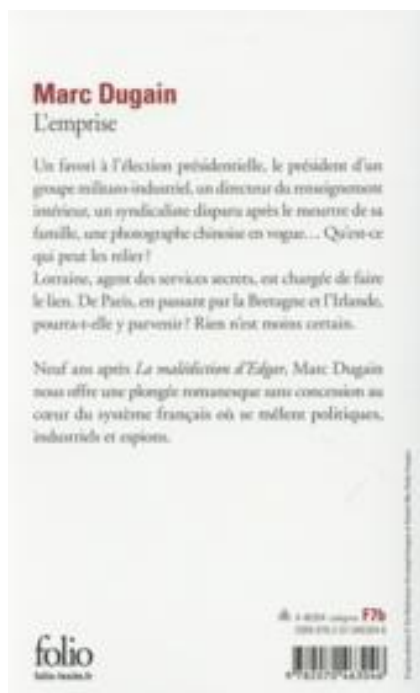 Marc Dugain
L'emprise
Un favori à l'élection présidentielle, le président d'un
groupe militaro-industriel, un directeur du renseignement
intérieur, un syndicaliste disparu après le meurtre de sa
famille, une photographe chinoise en vogue… Qu'est-ce
qui peut les relier ?
Lorraine, agent des services secrets, est chargée de faire
le lien. De Paris, en passant par la Bretagne et l'Irlande,
pourra-t-elle y parvenir ? Rien n'est moins certain.
Neuf ans après La malédiction d'Edgar, Marc Dugain
nous offre une plongée romanesque sans concession au
cœur du système français où se mêlent politiques,
industriels et espions.
catégorie F7b
folio
folio-lesite.fr